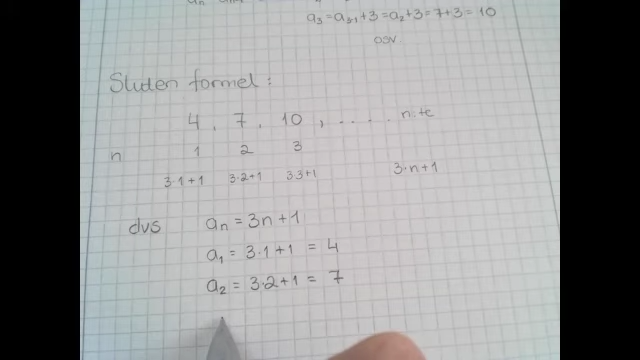 a₃ = a₃₋₁ + 3 = a₂ + 3 = 7 + 3 = 10
osv.
Sluten formel:
4 , 7 , 10 , . . . . n:te
n 1 2 3
3·1+1 3·2+1 3·3+1 3·n+1
dvs aₙ = 3n + 1
a₁ = 3·1 + 1 = 4
a₂ = 3·2 + 1 = 7